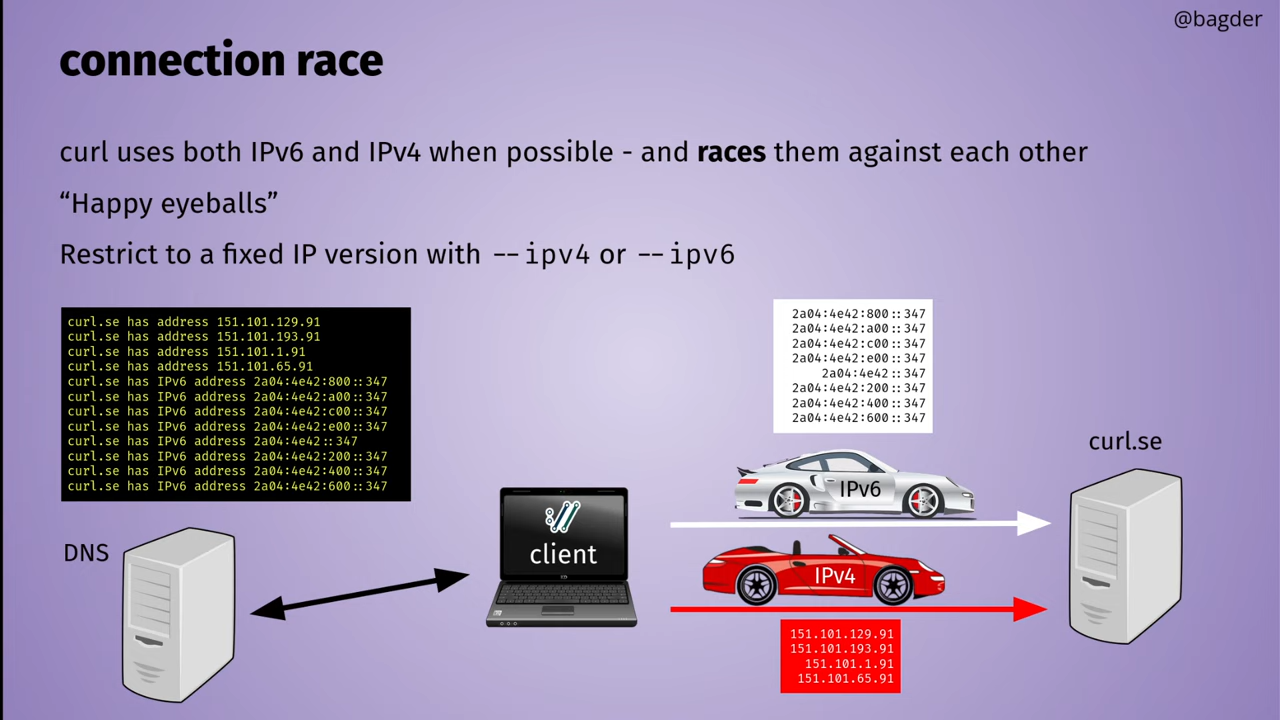 @bagder
connection race
curl uses both IPv6 and IPv4 when possible - and races them against each other
“Happy eyeballs”
Restrict to a fixed IP version with --ipv4 or --ipv6
curl.se has address 151.101.129.91
curl.se has address 151.101.193.91
curl.se has address 151.101.1.91
curl.se has address 151.101.65.91
curl.se has IPv6 address 2a04:4e42:800::347
curl.se has IPv6 address 2a04:4e42:a00::347
curl.se has IPv6 address 2a04:4e42:c00::347
curl.se has IPv6 address 2a04:4e42:e00::347
curl.se has IPv6 address 2a04:4e42::347
curl.se has IPv6 address 2a04:4e42:200::347
curl.se has IPv6 address 2a04:4e42:400::347
curl.se has IPv6 address 2a04:4e42:600::347
2a04:4e42:800::347
2a04:4e42:a00::347
2a04:4e42:c00::347
2a04:4e42:e00::347
2a04:4e42::347
2a04:4e42:200::347
2a04:4e42:400::347
2a04:4e42:600::347
DNS
client
IPv6
IPv4
curl.se
151.101.129.91
151.101.193.91
151.101.1.91
151.101.65.91